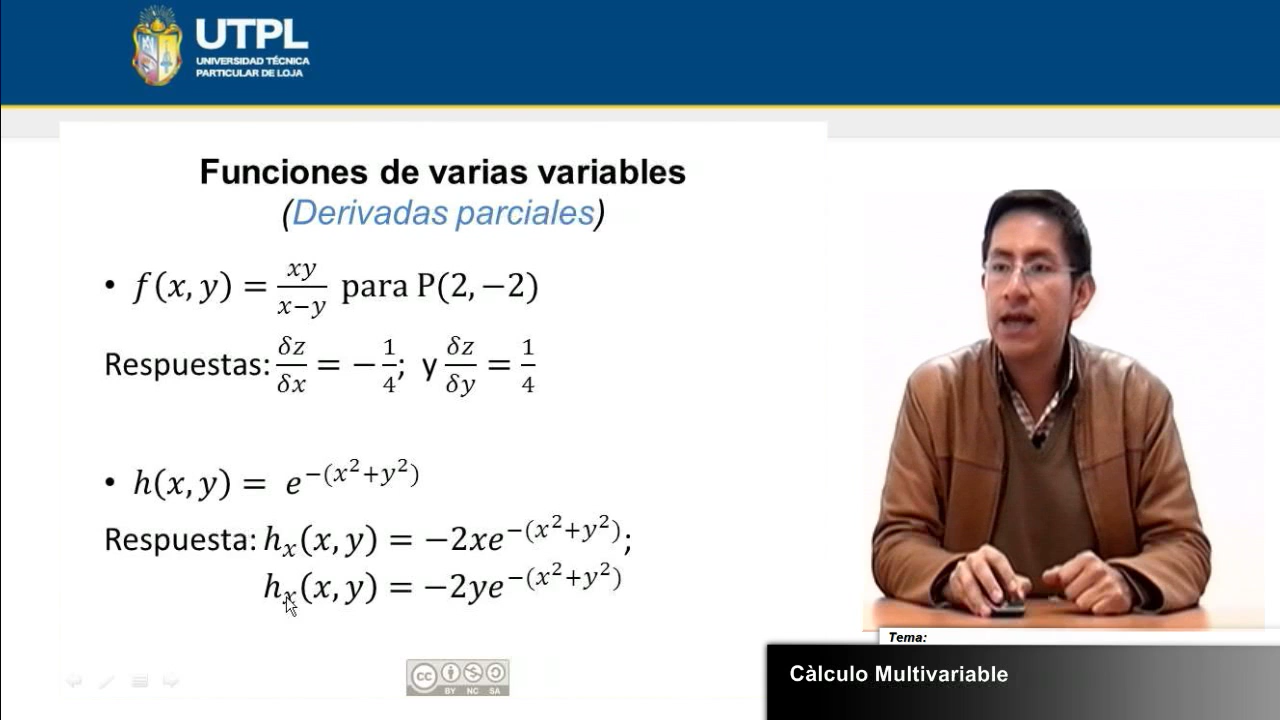 UTPL
UNIVERSIDAD TÉCNICA
PARTICULAR DE LOJA
Funciones de varias variables
(Derivadas parciales)
• f(x, y) = xy/(x−y) para P(2, −2)
Respuestas: δz/δx = −1/4; y δz/δy = 1/4
• h(x, y) = e^(−(x²+y²))
Respuesta: hₓ(x, y) = −2xe^(−(x²+y²));
hₓ(x, y) = −2ye^(−(x²+y²))
cc
BY NC SA
Tema:
Càlculo Multivariable